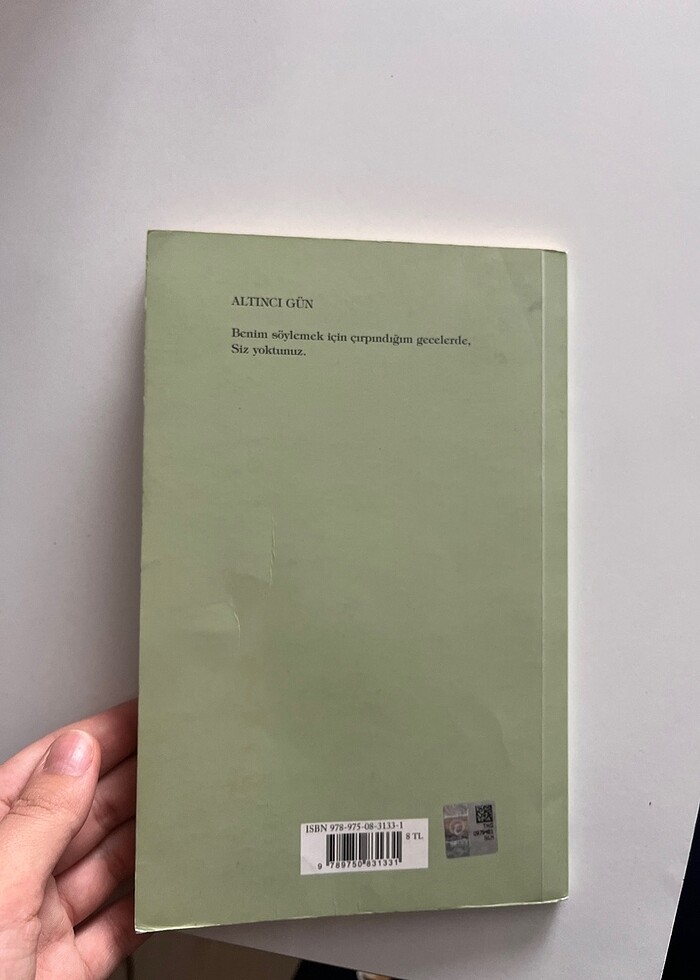 ALTINCI GÜN
Benim söylemek için çırpındığım gecelerde,
Siz yoktunuz.
ISBN 978-975-08-3133-1
8 TL
9 789750 831331